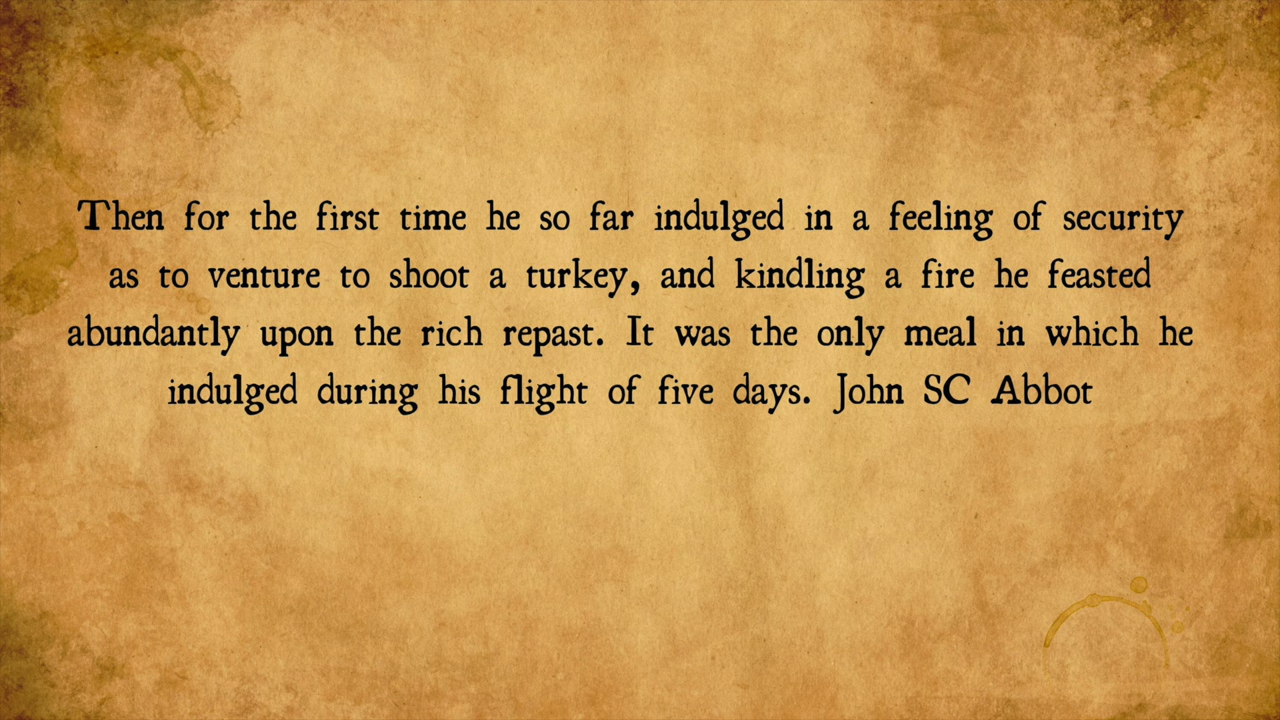 Then for the first time he so far indulged in a feeling of security
as to venture to shoot a turkey, and kindling a fire he feasted
abundantly upon the rich repast. It was the only meal in which he
indulged during his flight of five days. John SC Abbot